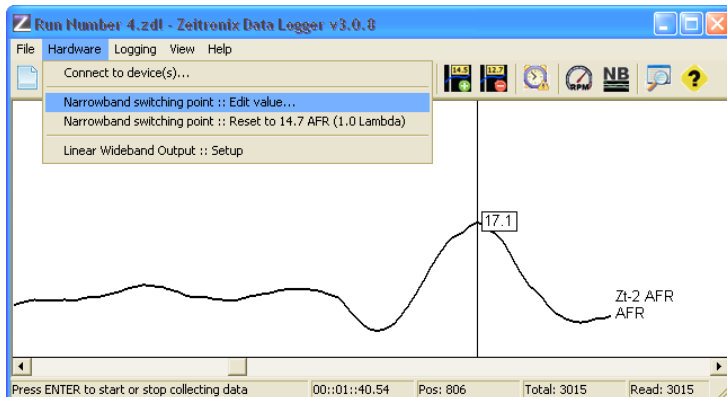 Run Number 4.zdl - Zeitronix Data Logger v3.0.8
File Hardware Logging View Help
Connect to device(s)...
Narrowband switching point :: Edit value...
Narrowband switching point :: Reset to 14.7 AFR (1.0 Lambda)
Linear Wideband Output :: Setup
14.5 12.7 RPM NB ?
17.1
Zt-2 AFR
AFR
Press ENTER to start or stop collecting data 00::01::40.54 Pos: 806 Total: 3015 Read: 3015